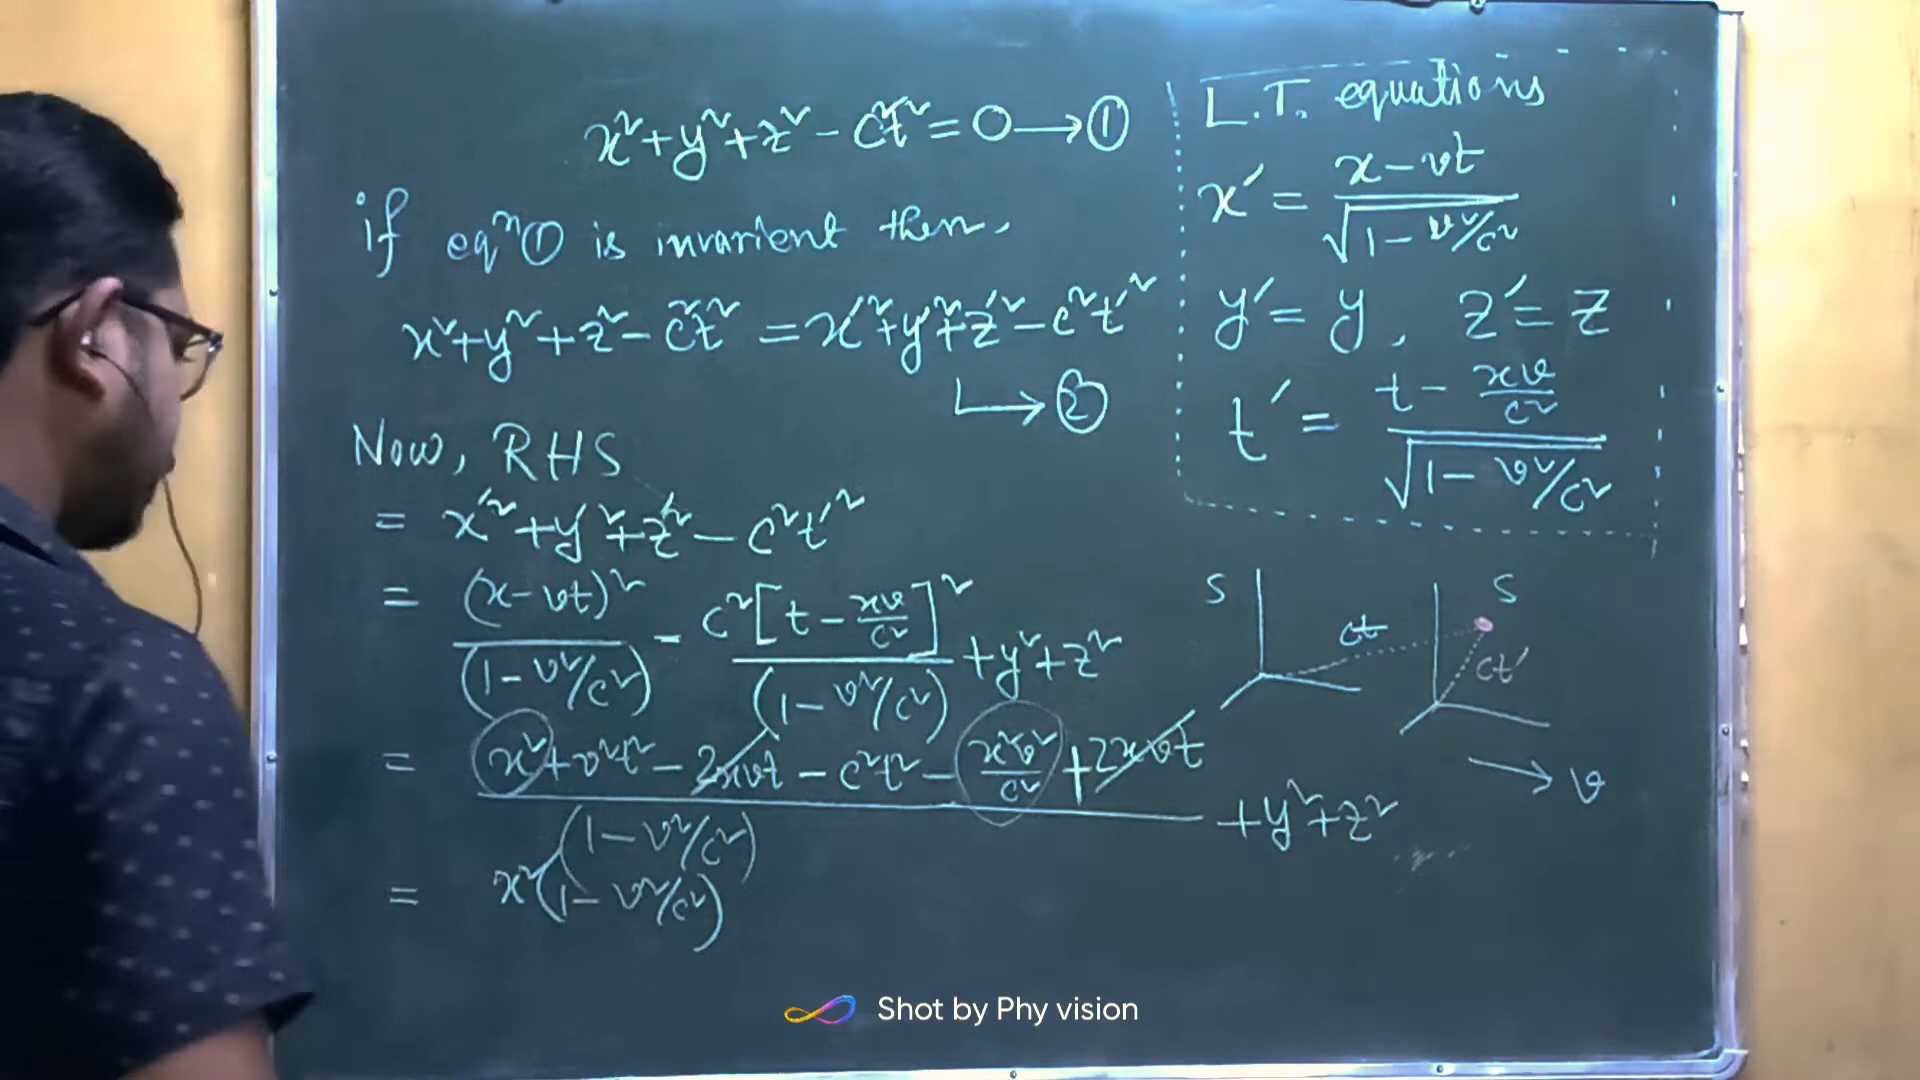 x²+y²+z²-c²t²=0→①
if eqⁿ① is invarient then,
x²+y²+z²-c²t² = x'²+y'²+z'²-c²t'²
↳②
Now, RHS
= x'²+y'²+z'²-c²t'²
= (x-vt)²/(1-v²/c²) - c²[t-xv/c²]²/(1-v²/c²) +y²+z²
= (x²+v²t²-2xvt-c²t²-x²v²/c²+2xvt)/(1-v²/c²) +y²+z²
= x²(1-v²/c²)
L.T. equations
x' = (x-vt)/√(1-v²/c²)
y' = y, z' = z
t' = (t - xv/c²)/√(1-v²/c²)
S S
ct
ct'
→ v
Shot by Phy vision